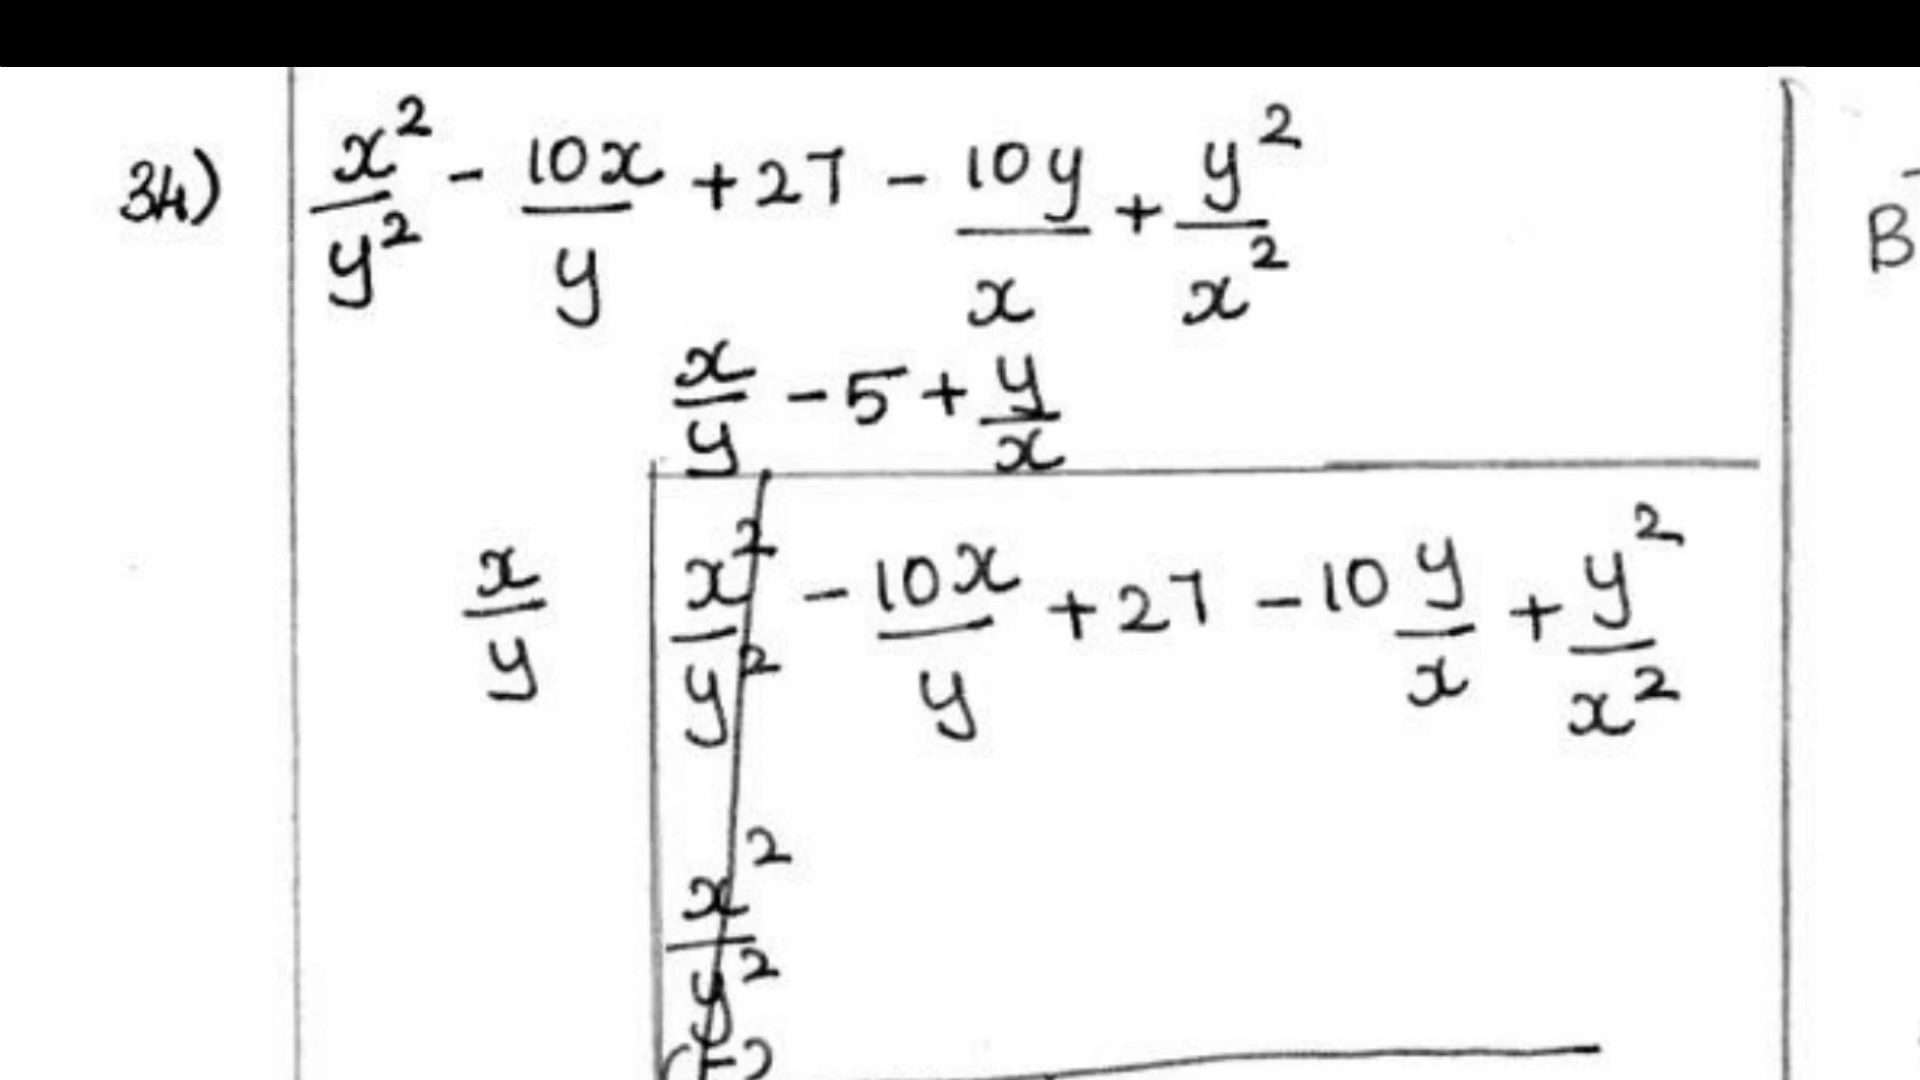 34) x²/y² - 10x/y + 27 - 10y/x + y²/x²
x/y - 5 + y/x
x/y x²/y² - 10x/y + 27 - 10 y/x + y²/x²
x²/y²
(-)
B